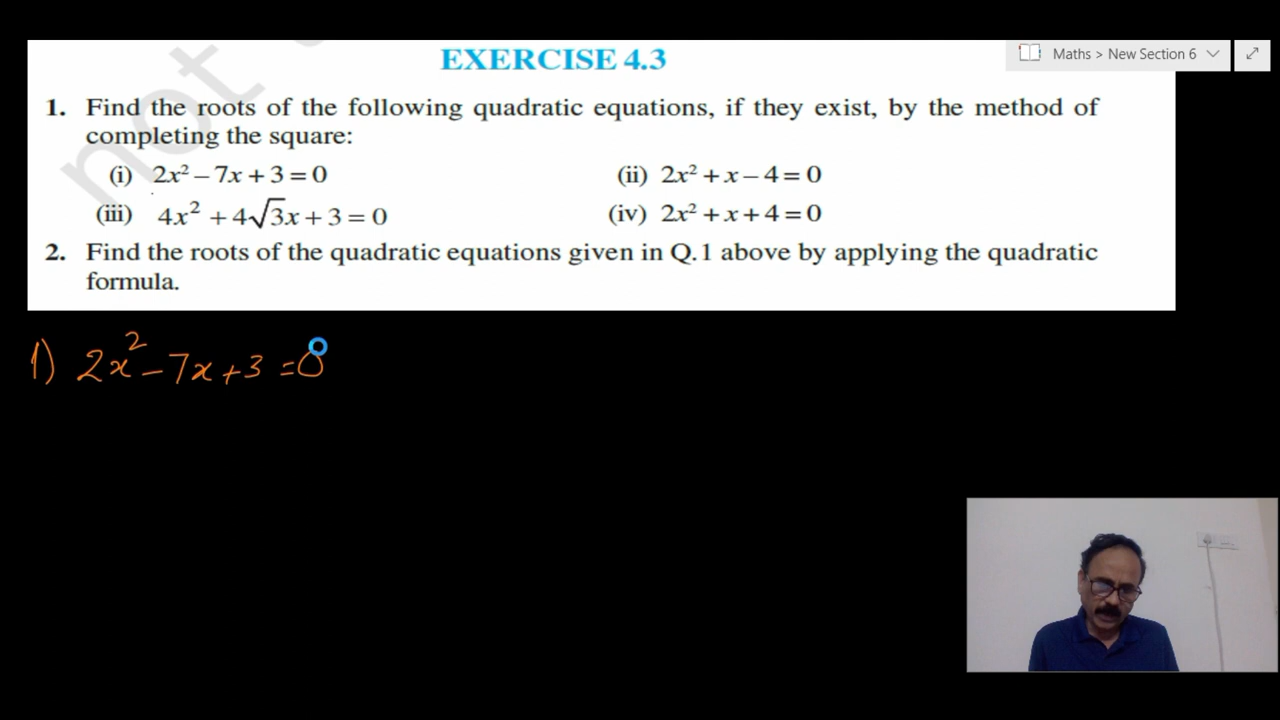 EXERCISE 4.3
Maths > New Section 6
1. Find the roots of the following quadratic equations, if they exist, by the method of
completing the square:
(i) 2x² – 7x + 3 = 0 (ii) 2x² + x – 4 = 0
(iii) 4x² + 4√3x + 3 = 0 (iv) 2x² + x + 4 = 0
2. Find the roots of the quadratic equations given in Q.1 above by applying the quadratic
formula.
1) 2x² - 7x + 3 = 0
not